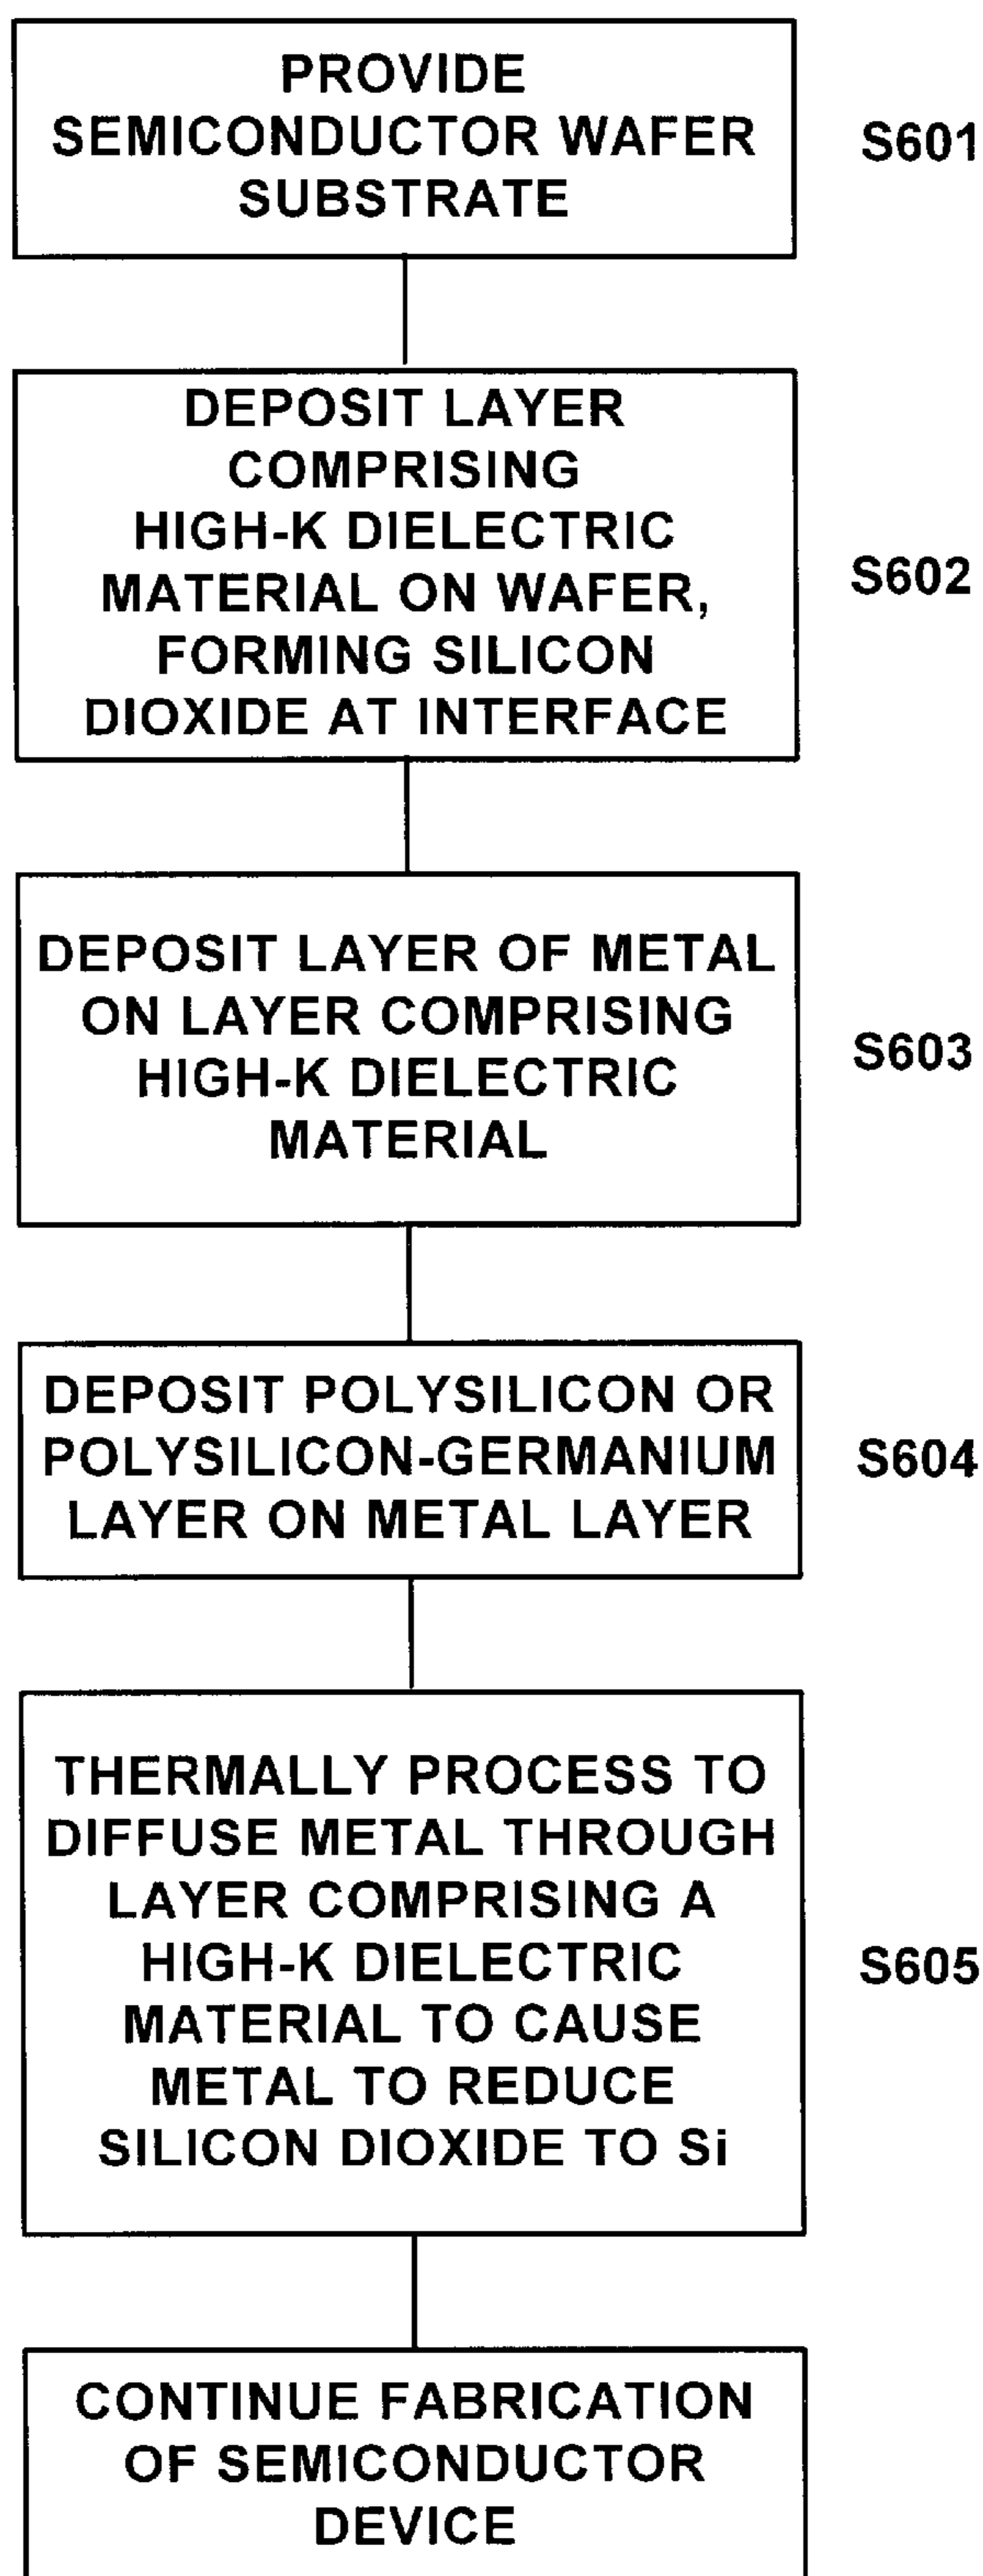 PROVIDE
SEMICONDUCTOR WAFER
SUBSTRATE
S601
DEPOSIT LAYER
COMPRISING
HIGH-K DIELECTRIC
MATERIAL ON WAFER,
FORMING SILICON
DIOXIDE AT INTERFACE
S602
DEPOSIT LAYER OF METAL
ON LAYER COMPRISING
HIGH-K DIELECTRIC
MATERIAL
S603
DEPOSIT POLYSILICON OR
POLYSILICON-GERMANIUM
LAYER ON METAL LAYER
S604
THERMALLY PROCESS TO
DIFFUSE METAL THROUGH
LAYER COMPRISING A
HIGH-K DIELECTRIC
MATERIAL TO CAUSE
METAL TO REDUCE
SILICON DIOXIDE TO Si
S605
CONTINUE FABRICATION
OF SEMICONDUCTOR
DEVICE